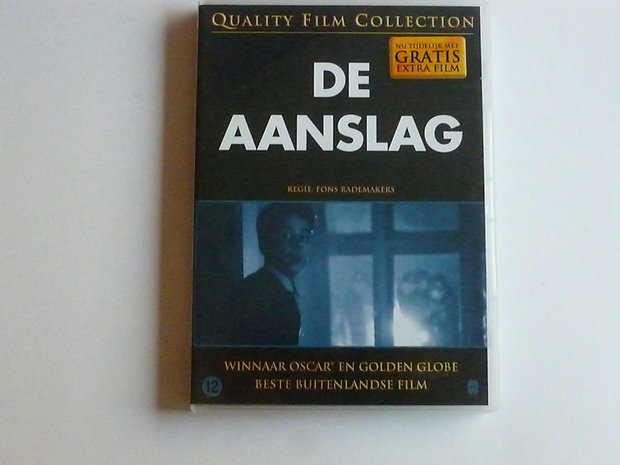 QUALITY FILM COLLECTION
NU TIJDELIJK MET
GRATIS
EXTRA FILM
DE
AANSLAG
REGIE: FONS RADEMAKERS
WINNAAR OSCAR® EN GOLDEN GLOBE
BESTE BUITENLANDSE FILM
12